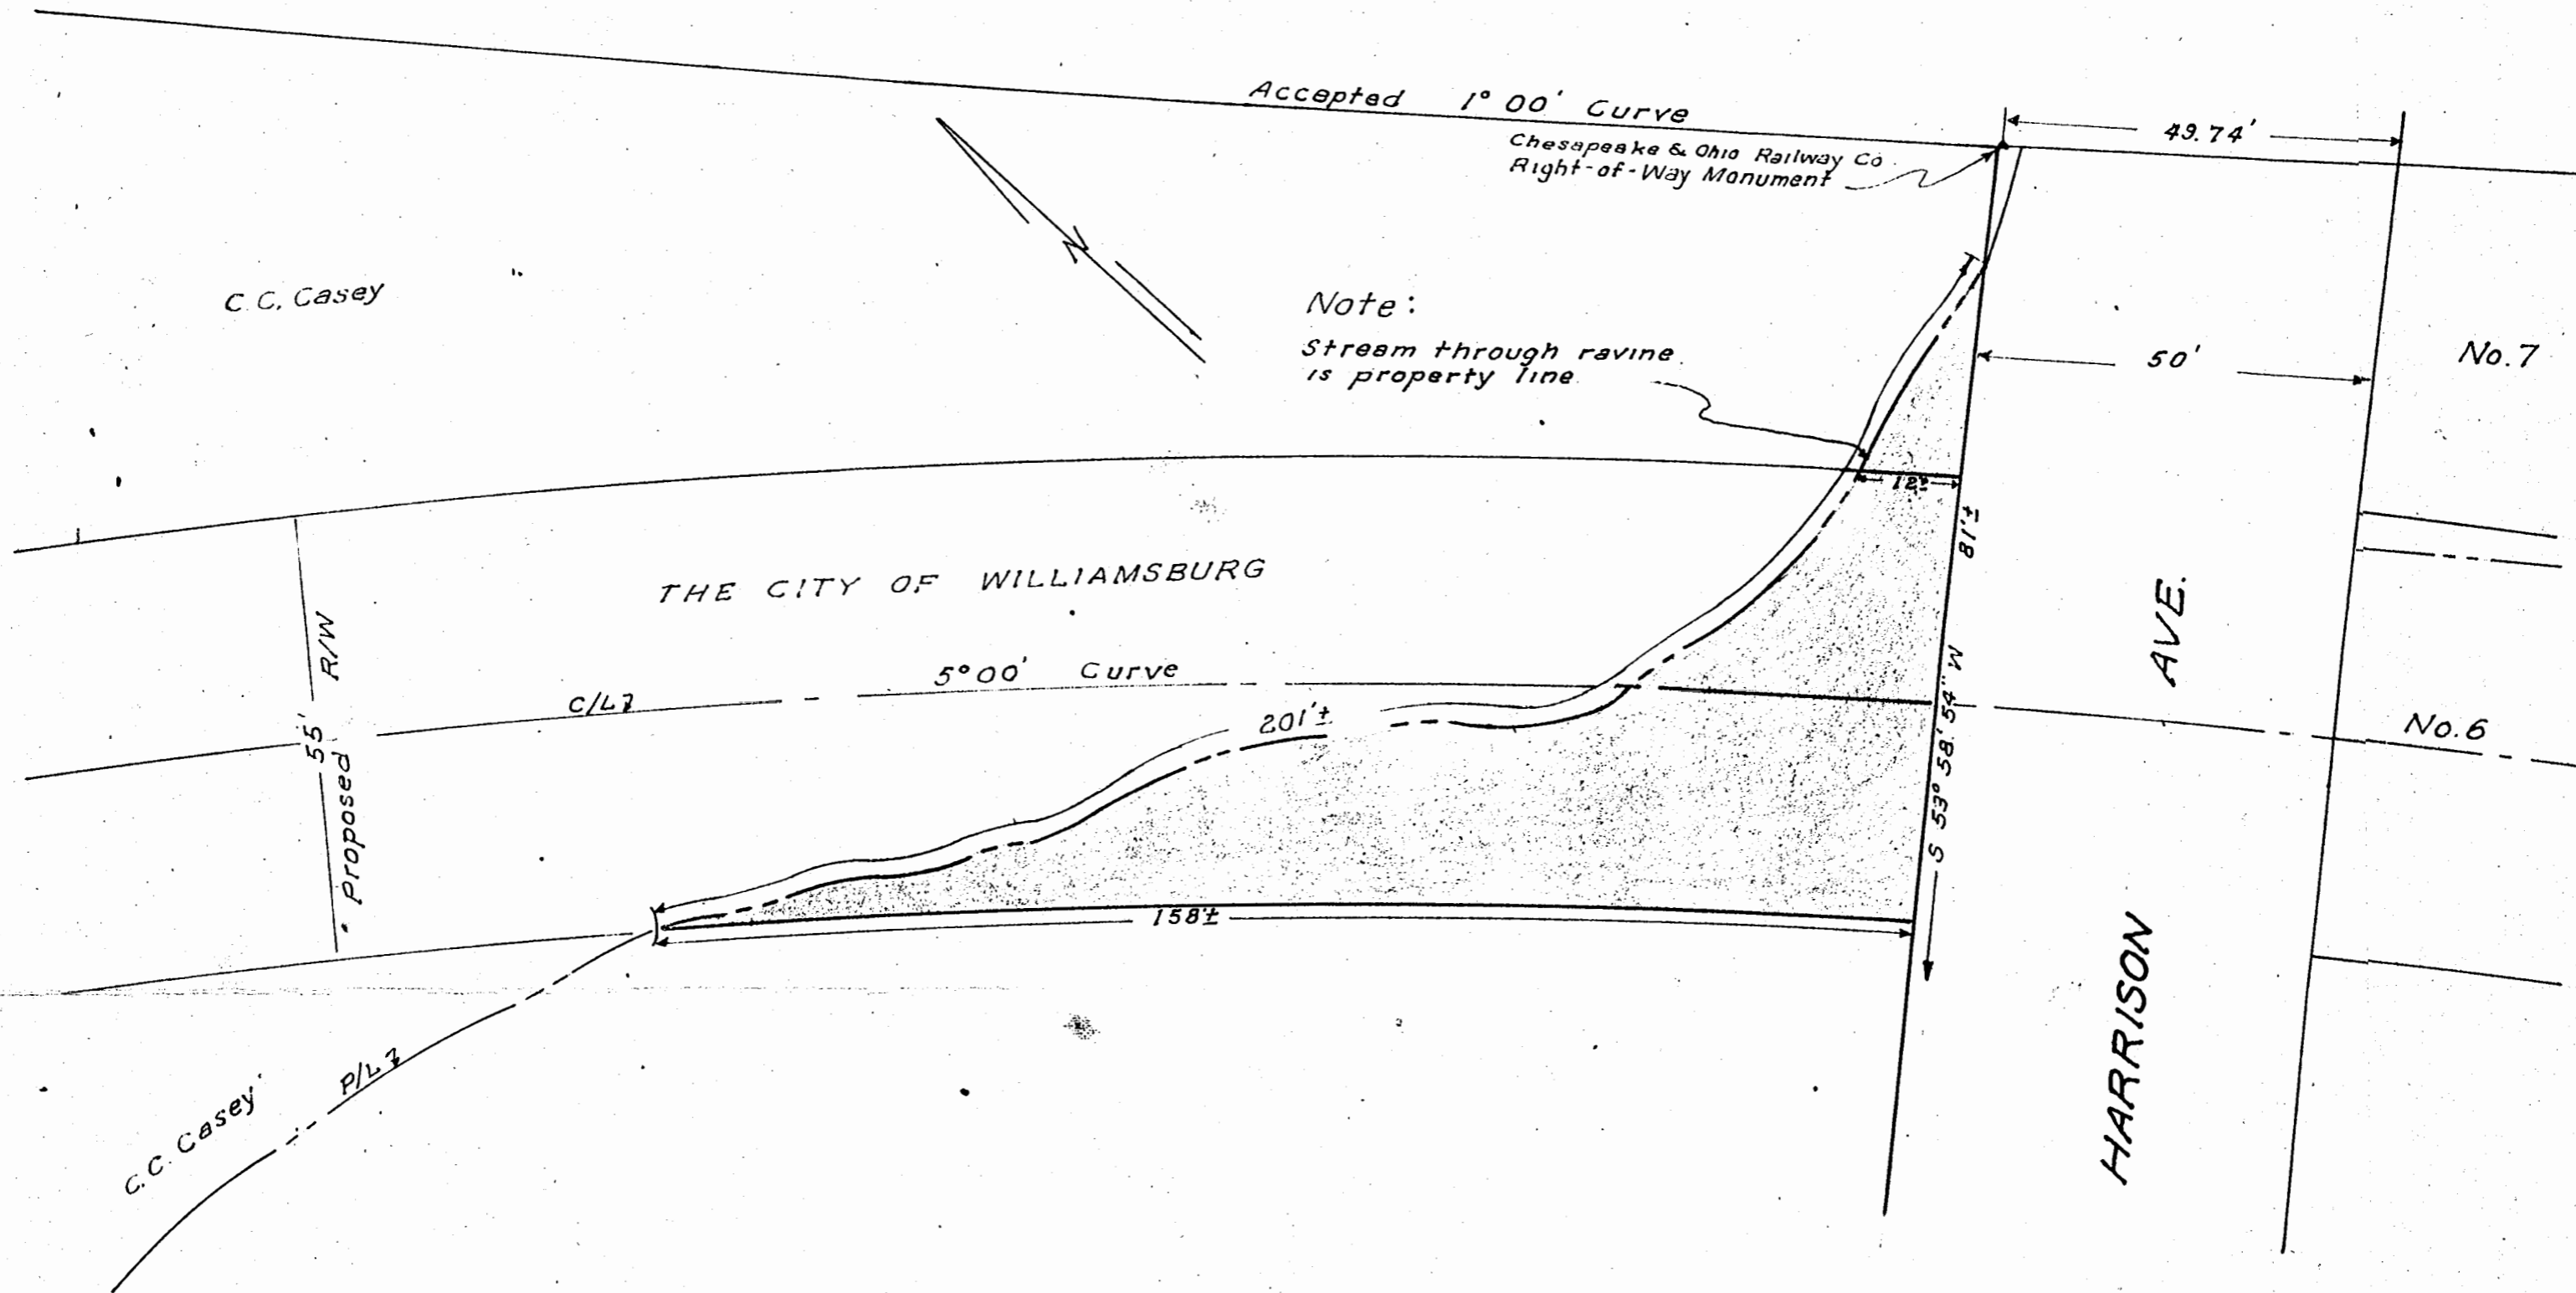 Accepted 1° 00' Curve
Chesapeake & Ohio Railway Co.
Right-of-Way Monument
49.74'
C.C. Casey
N
Note:
Stream through ravine
is property line
50'
No. 7
12'±
81'±
THE CITY OF WILLIAMSBURG
55' R/W
Proposed
C/L
5°00' Curve
201'±
S 53° 58' 54" W
HARRISON AVE.
No. 6
158'±
P/L
C.C. Casey